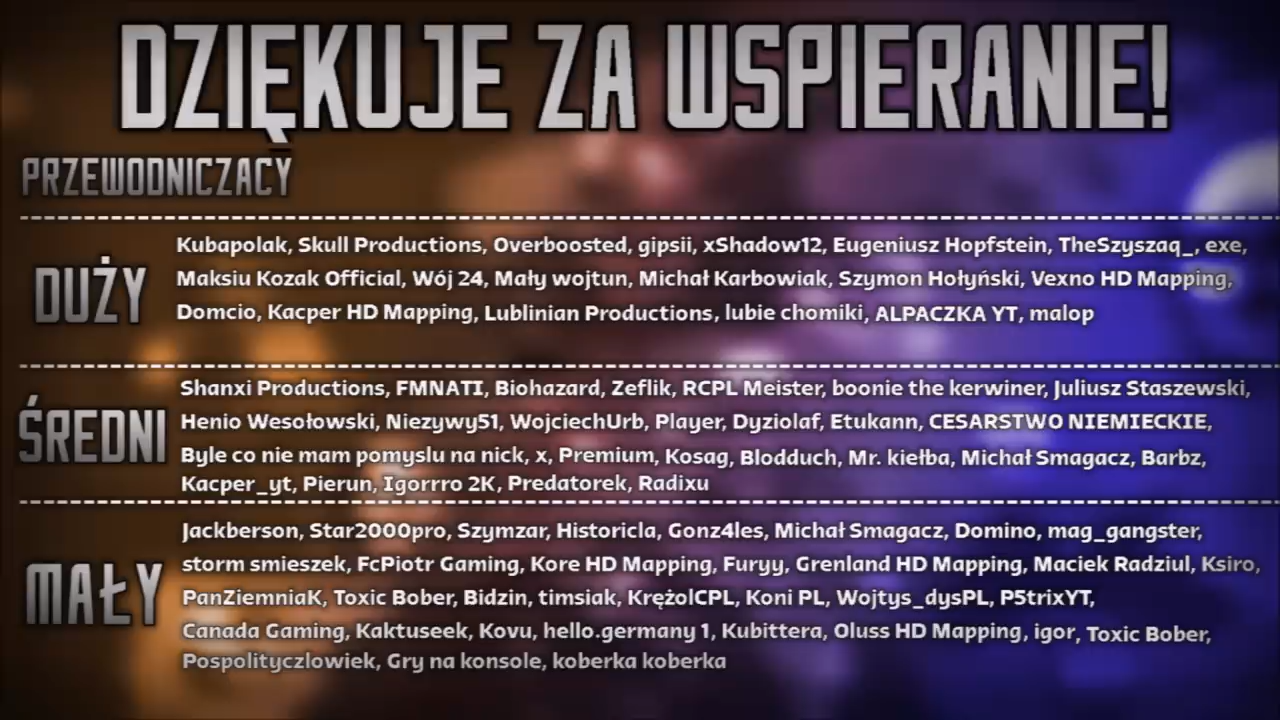 DZIĘKUJE ZA WSPIERANIE!
PRZEWODNICZACY
DUŻY
Kubapolak, Skull Productions, Overboosted, gipsii, xShadow12, Eugeniusz Hopfstein, TheSzyszaq_, exe,
Maksiu Kozak Official, Wój 24, Mały wojtun, Michał Karbowiak, Szymon Hołyński, Vexno HD Mapping,
Domcio, Kacper HD Mapping, Lublinian Productions, lubie chomiki, ALPACZKA YT, malop
ŚREDNI
Shanxi Productions, FMNATI, Biohazard, Zeflik, RCPL Meister, boonie the kerwiner, Juliusz Staszewski,
Henio Wesołowski, Niezywy51, WojciechUrb, Player, Dyziolaf, Etukann, CESARSTWO NIEMIECKIE,
Byle co nie mam pomyslu na nick, x, Premium, Kosag, Blodduch, Mr. kiełba, Michał Smagacz, Barbz,
Kacper_yt, Pierun, Igorrro 2K, Predatorek, Radixu
MAŁY
Jackberson, Star2000pro, Szymzar, Historicla, Gonz4les, Michał Smagacz, Domino, mag_gangster,
storm smieszek, FcPiotr Gaming, Kore HD Mapping, Furyy, Grenland HD Mapping, Maciek Radziul, Ksiro,
PanZiemniaK, Toxic Bober, Bidzin, timsiak, KrężolCPL, Koni PL, Wojtys_dysPL, P5trixYT,
Canada Gaming, Kaktuseek, Kovu, hello.germany 1, Kubittera, Oluss HD Mapping, igor, Toxic Bober,
Pospolityczlowiek, Gry na konsole, koberka koberka